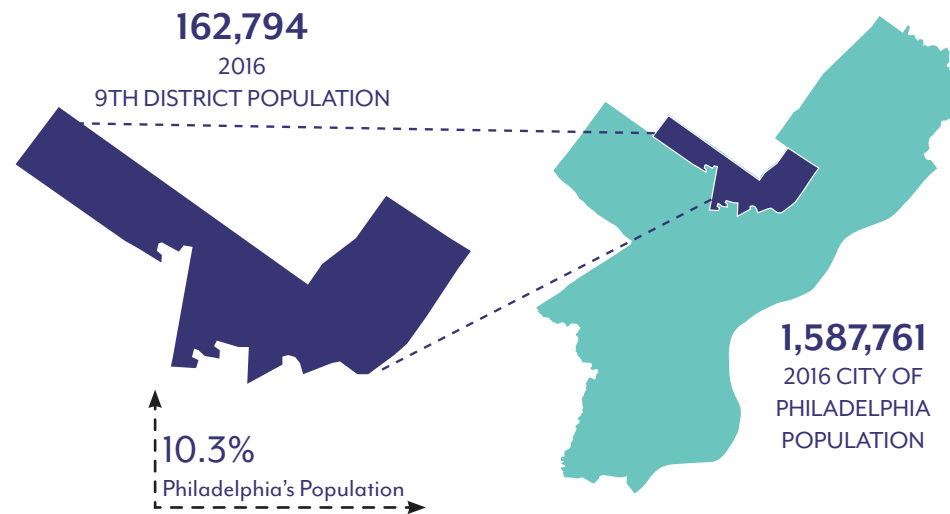 162,794
2016
9TH DISTRICT POPULATION
1,587,761
2016 CITY OF
PHILADELPHIA
POPULATION
10.3%
Philadelphia's Population